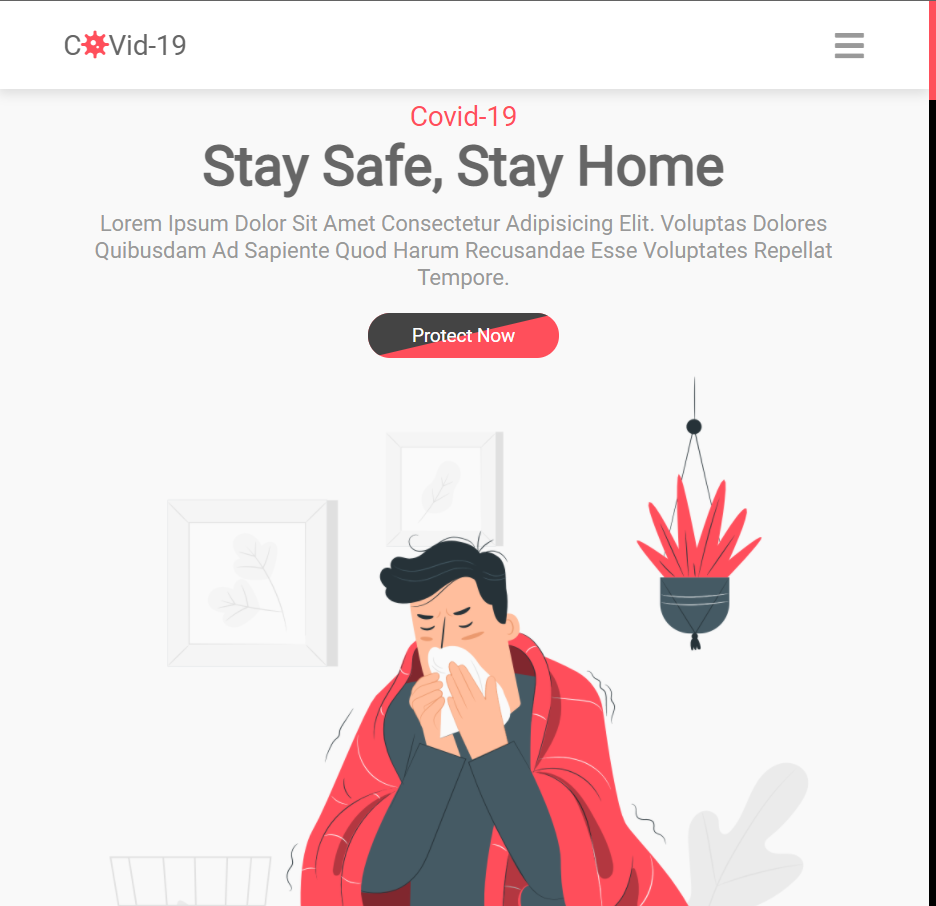 CoVid-19
Covid-19
Stay Safe, Stay Home
Lorem Ipsum Dolor Sit Amet Consectetur Adipisicing Elit. Voluptas Dolores
Quibusdam Ad Sapiente Quod Harum Recusandae Esse Voluptates Repellat
Tempore.
Protect Now